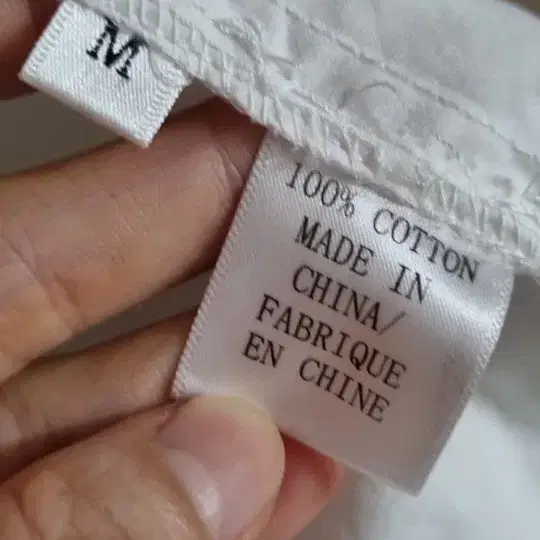 M
100% COTTON
MADE IN
CHINA/
FABRIQUE
EN CHINE